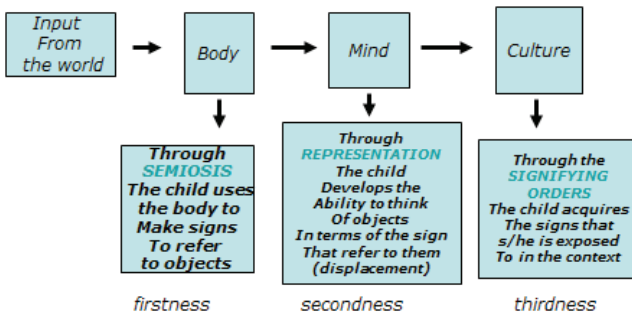 Input
From
the world
Body
Mind
Culture
Through
SEMIOSIS
The child uses
the body to
Make signs
To refer
to objects
Through
REPRESENTATION
The child
Develops the
Ability to think
Of objects
In terms of the sign
That refer to them
(displacement)
Through the
SIGNIFYING
ORDERS
The child acquires
The signs that
s/he is exposed
To in the context
firstness
secondness
thirdness